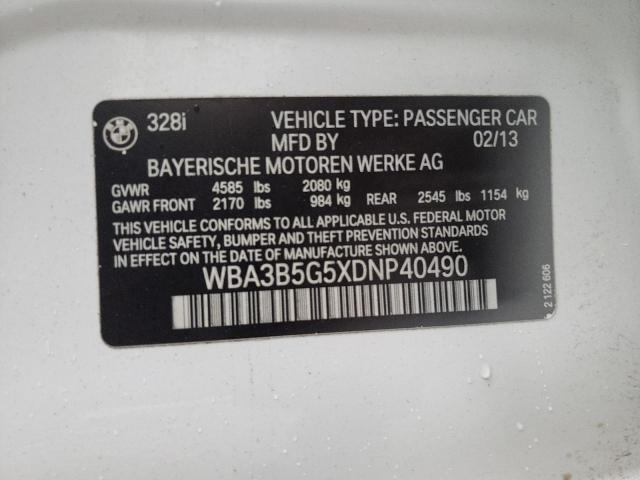 BMW
328i VEHICLE TYPE: PASSENGER CAR
MFD BY 02/13
BAYERISCHE MOTOREN WERKE AG
GVWR 4585 lbs 2080 kg
GAWR FRONT 2170 lbs 984 kg REAR 2545 lbs 1154 kg
THIS VEHICLE CONFORMS TO ALL APPLICABLE U.S. FEDERAL MOTOR
VEHICLE SAFETY, BUMPER, AND THEFT PREVENTION STANDARDS
IN EFFECT ON THE DATE OF MANUFACTURE SHOWN ABOVE.
WBA3B5G5XDNP40490
2 122 606